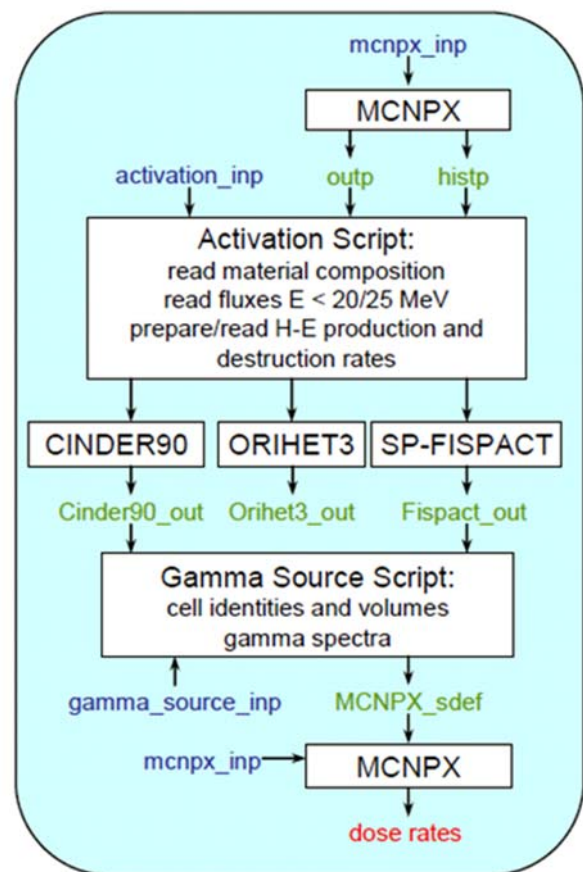 mcnpx_inp
MCNPX
activation_inp outp histp
Activation Script:
read material composition
read fluxes E < 20/25 MeV
prepare/read H-E production and
destruction rates
CINDER90 ORIHET3 SP-FISPACT
Cinder90_out Orihet3_out Fispact_out
Gamma Source Script:
cell identities and volumes
gamma spectra
gamma_source_inp MCNPX_sdef
mcnpx_inp MCNPX
dose rates